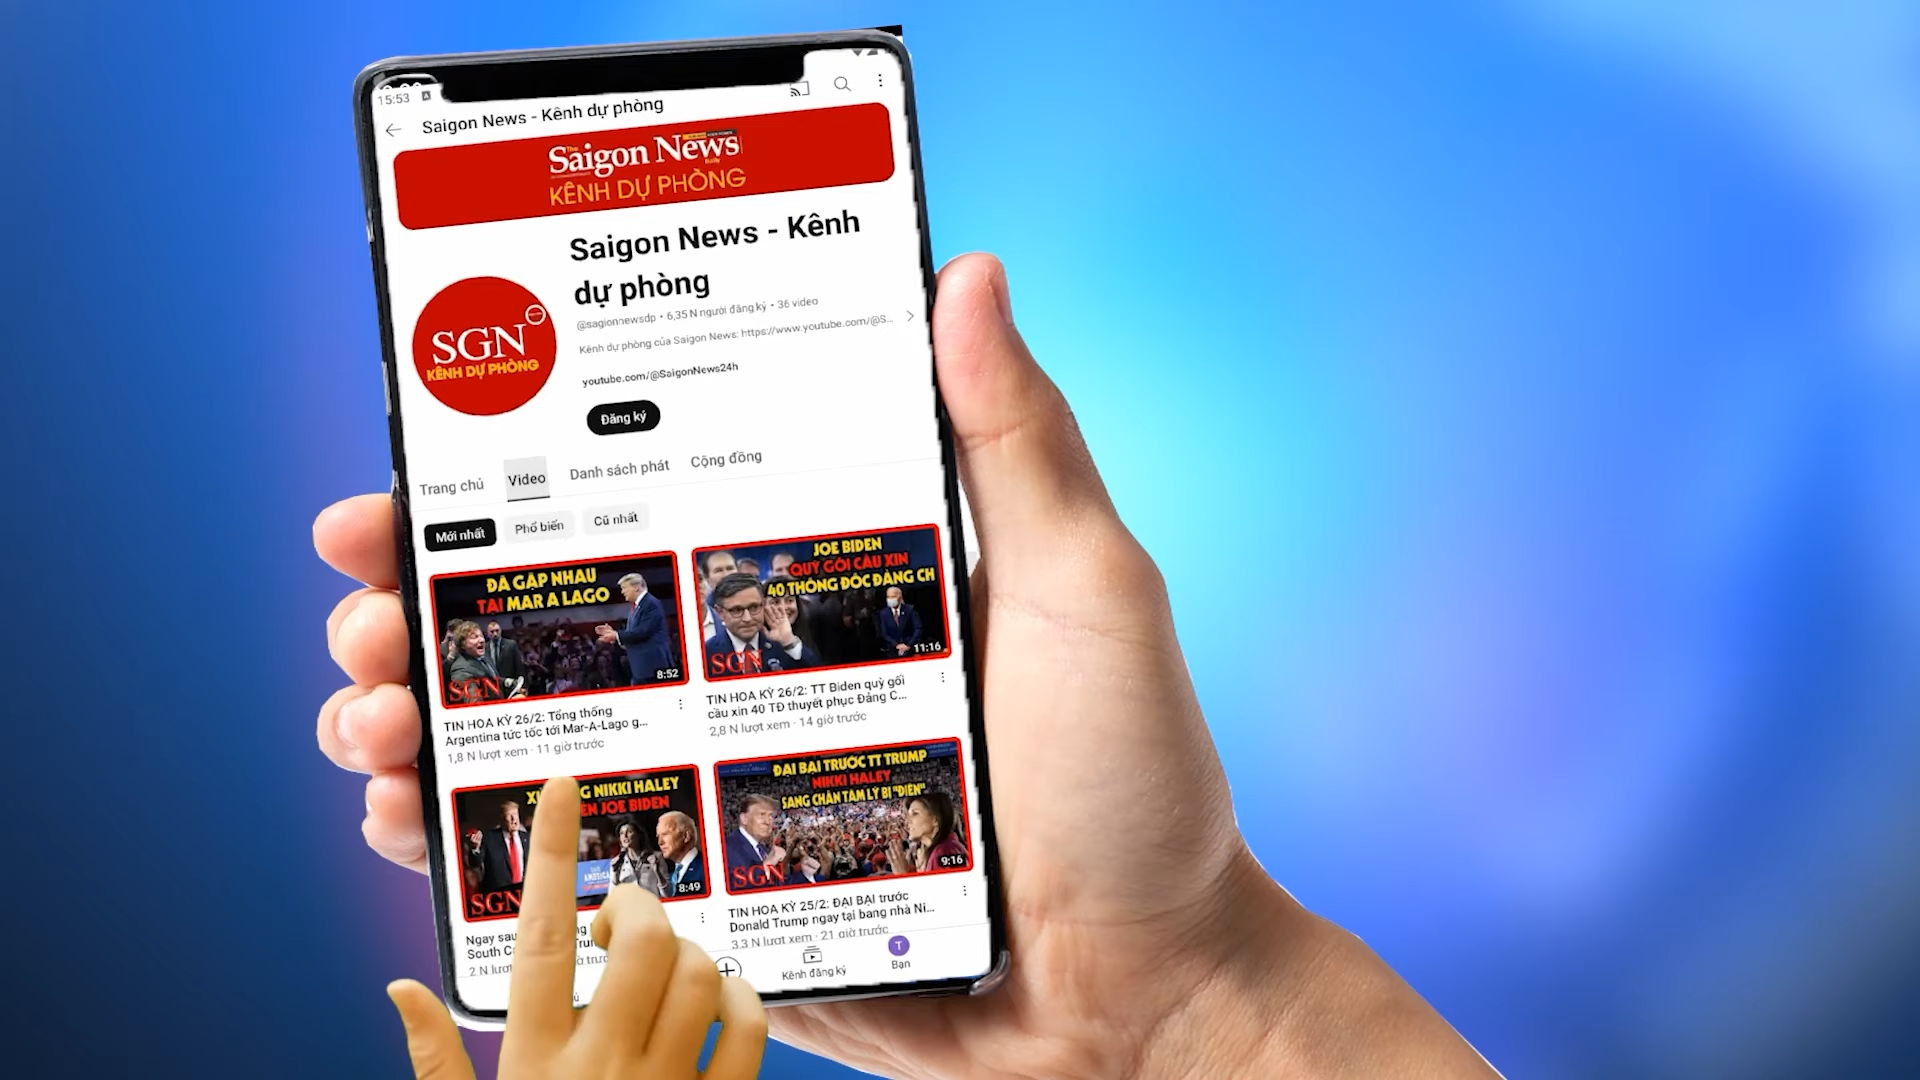 15:53
Saigon News - Kênh dự phòng
The
Saigon News
Daily
KÊNH DỰ PHÒNG
Saigon News - Kênh
dự phòng
@sagionnewsdp • 6,35 N người đăng ký • 36 video
Kênh dự phòng của Saigon News: https://www.youtube.com/@S...
youtube.com/@SaigonNews24h
Đăng ký
SGN
KÊNH DỰ PHÒNG
Trang chủ Video Danh sách phát Cộng đồng
Mới nhất Phổ biến Cũ nhất
ĐÃ GẶP NHAU
TẠI MAR A LAGO
SGN
8:52
TIN HOA KỲ 26/2: Tổng thống
Argentina tức tốc tới Mar-A-Lago g...
1,8 N lượt xem · 11 giờ trước
JOE BIDEN
QUỲ GỐI CẦU XIN
40 THỐNG ĐỐC ĐẢNG CH
SGN
11:16
TIN HOA KỲ 26/2: TT Biden quỳ gối
cầu xin 40 TĐ thuyết phục Đảng C...
2,8 N lượt xem · 14 giờ trước
G NIKKI HALEY
JOE BIDEN
SGN
8:49
Ngay
South
2 N lượt
ĐẠI BẠI TRƯỚC TT TRUMP
NIKKI HALEY
SANG CHẤN TÂM LÝ BỊ "ĐIÊN"
SGN
9:16
TIN HOA KỲ 25/2: ĐẠI BẠI trước
Donald Trump ngay tại bang nhà Ni...
3,3 N lượt xem · 21 giờ trước
Kênh đăng ký
T
Bạn